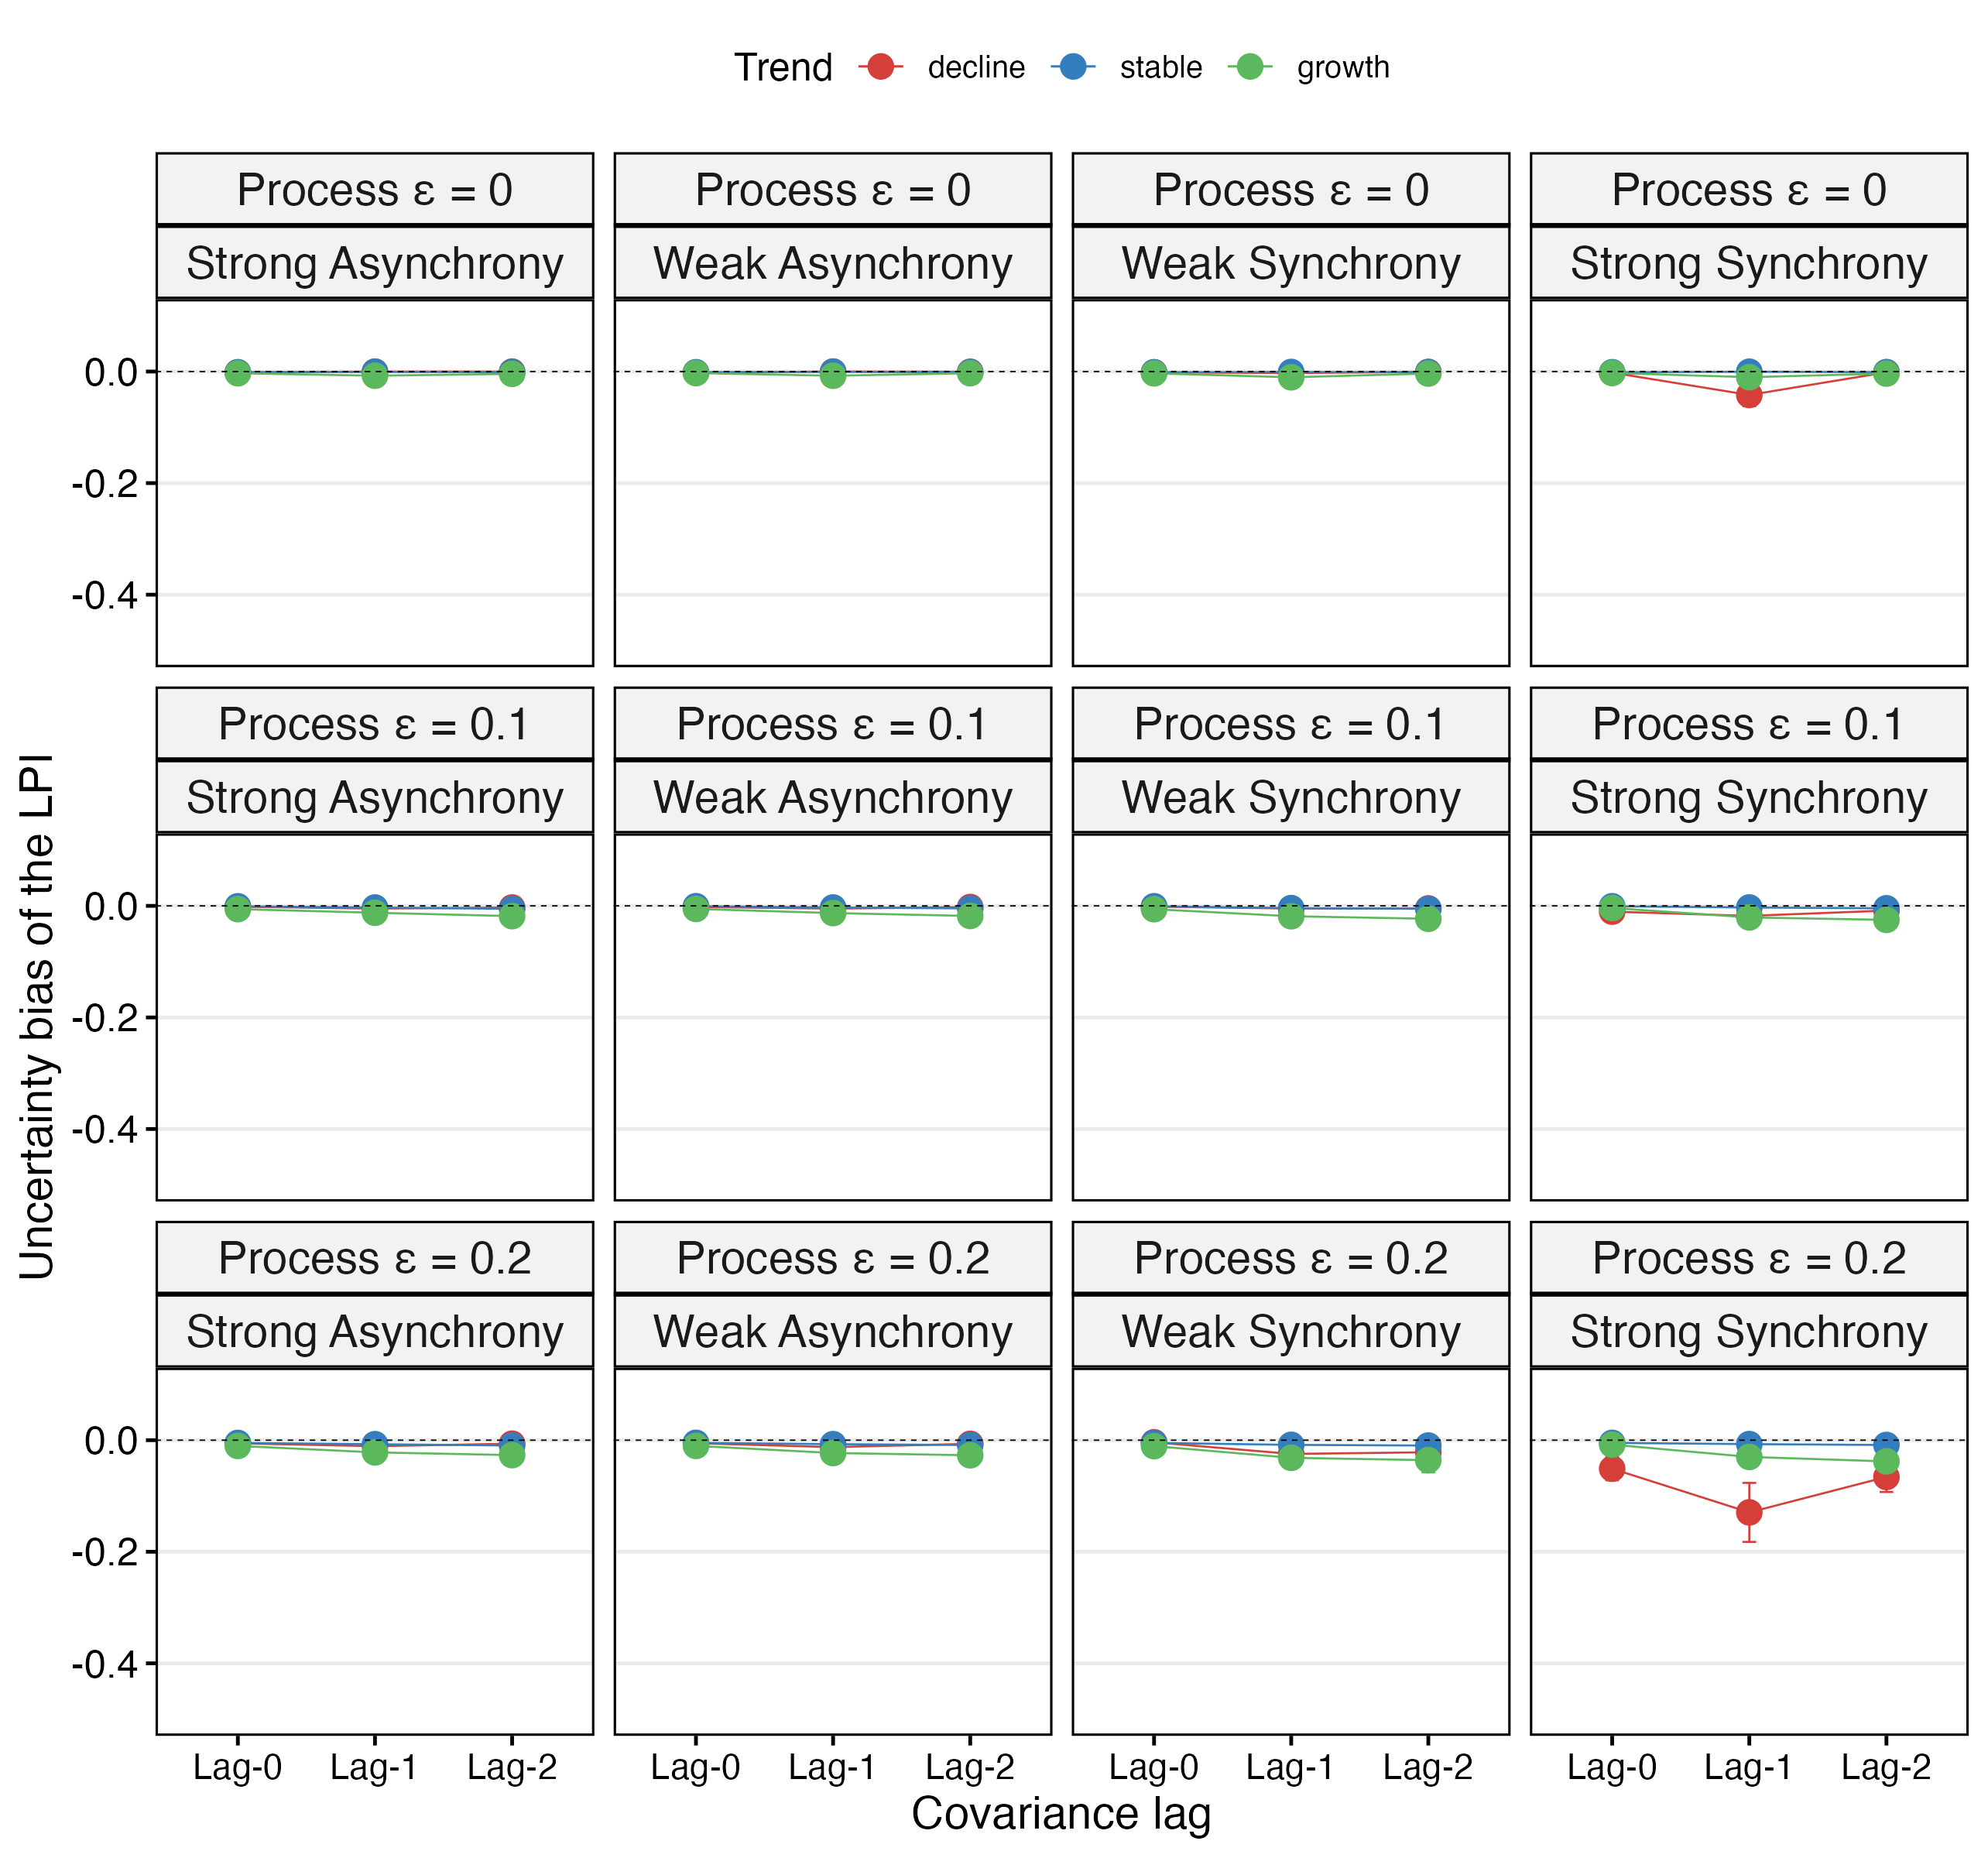 Trend decline stable growth
Process ε = 0 Process ε = 0 Process ε = 0 Process ε = 0
Strong Asynchrony Weak Asynchrony Weak Synchrony Strong Synchrony
0.0
-0.2
-0.4
Process ε = 0.1 Process ε = 0.1 Process ε = 0.1 Process ε = 0.1
Strong Asynchrony Weak Asynchrony Weak Synchrony Strong Synchrony
0.0
-0.2
-0.4
Uncertainty bias of the LPI
Process ε = 0.2 Process ε = 0.2 Process ε = 0.2 Process ε = 0.2
Strong Asynchrony Weak Asynchrony Weak Synchrony Strong Synchrony
0.0
-0.2
-0.4
Lag-0 Lag-1 Lag-2 Lag-0 Lag-1 Lag-2 Lag-0 Lag-1 Lag-2 Lag-0 Lag-1 Lag-2
Covariance lag